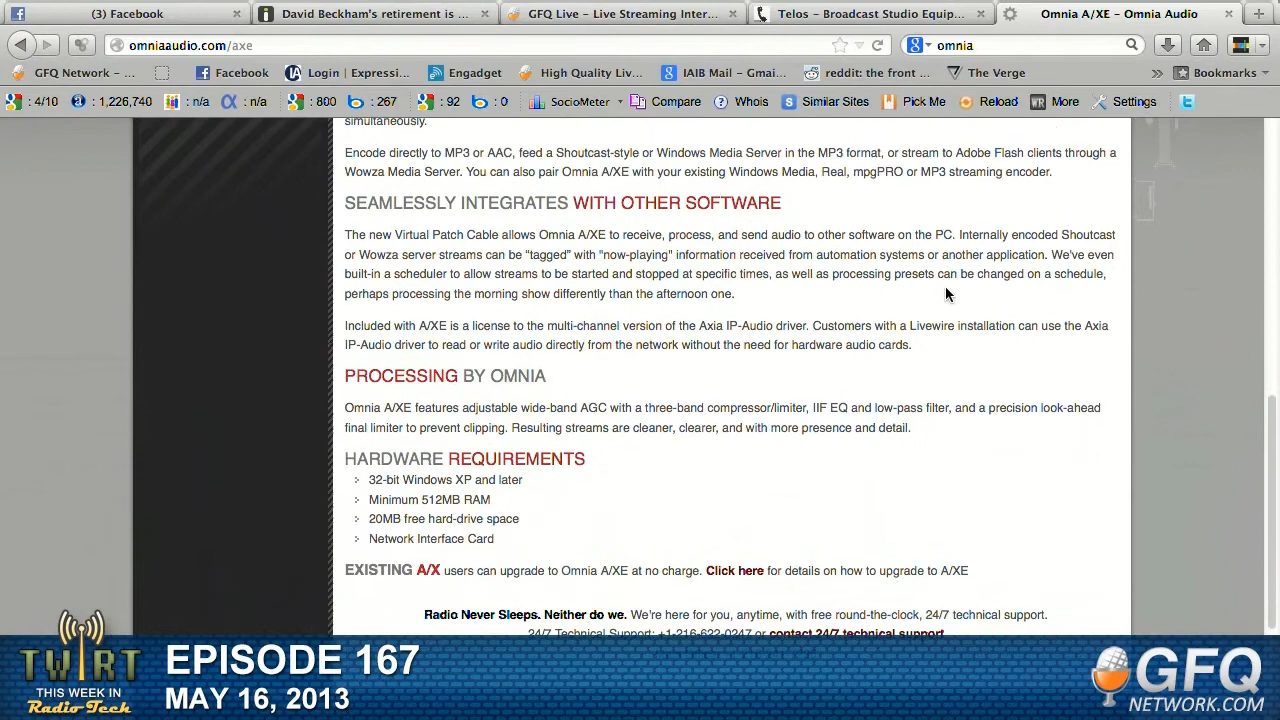 (3) Facebook
David Beckham's retirement is ...
GFQ Live – Live Streaming Inter...
Telos – Broadcast Studio Equip...
Omnia A/XE – Omnia Audio
omniaaudio.com/axe
omnia
GFQ Network – ...
Facebook
Login | Expressi...
Engadget
High Quality Liv...
IAIB Mail – Gmai...
reddit: the front ...
The Verge
Bookmarks
: 4/10
: 1,226,740
: n/a
: n/a
: 800
: 267
: 92
: 0
SocioMeter
Compare
Whois
Similar Sites
Pick Me
Reload
WR More
Settings
simultaneously.
Encode directly to MP3 or AAC, feed a Shoutcast-style or Windows Media Server in the MP3 format, or stream to Adobe Flash clients through a
Wowza Media Server. You can also pair Omnia A/XE with your existing Windows Media, Real, mpgPRO or MP3 streaming encoder.
SEAMLESSLY INTEGRATES WITH OTHER SOFTWARE
The new Virtual Patch Cable allows Omnia A/XE to receive, process, and send audio to other software on the PC. Internally encoded Shoutcast
or Wowza server streams can be “tagged” with "now-playing" information received from automation systems or another application. We've even
built-in a scheduler to allow streams to be started and stopped at specific times, as well as processing presets can be changed on a schedule,
perhaps processing the morning show differently than the afternoon one.
Included with A/XE is a license to the multi-channel version of the Axia IP-Audio driver. Customers with a Livewire installation can use the Axia
IP-Audio driver to read or write audio directly from the network without the need for hardware audio cards.
PROCESSING BY OMNIA
Omnia A/XE features adjustable wide-band AGC with a three-band compressor/limiter, IIF EQ and low-pass filter, and a precision look-ahead
final limiter to prevent clipping. Resulting streams are cleaner, clearer, and with more presence and detail.
HARDWARE REQUIREMENTS
32-bit Windows XP and later
Minimum 512MB RAM
20MB free hard-drive space
Network Interface Card
EXISTING A/X users can upgrade to Omnia A/XE at no charge. Click here for details on how to upgrade to A/XE
Radio Never Sleeps. Neither do we. We're here for you, anytime, with free round-the-clock, 24/7 technical support.
24/7 Technical Support: +1-216-622-0247 or contact 24/7 technical support
TWIRT
THIS WEEK IN
Radio Tech
EPISODE 167
MAY 16, 2013
GFQ
NETWORK.COM